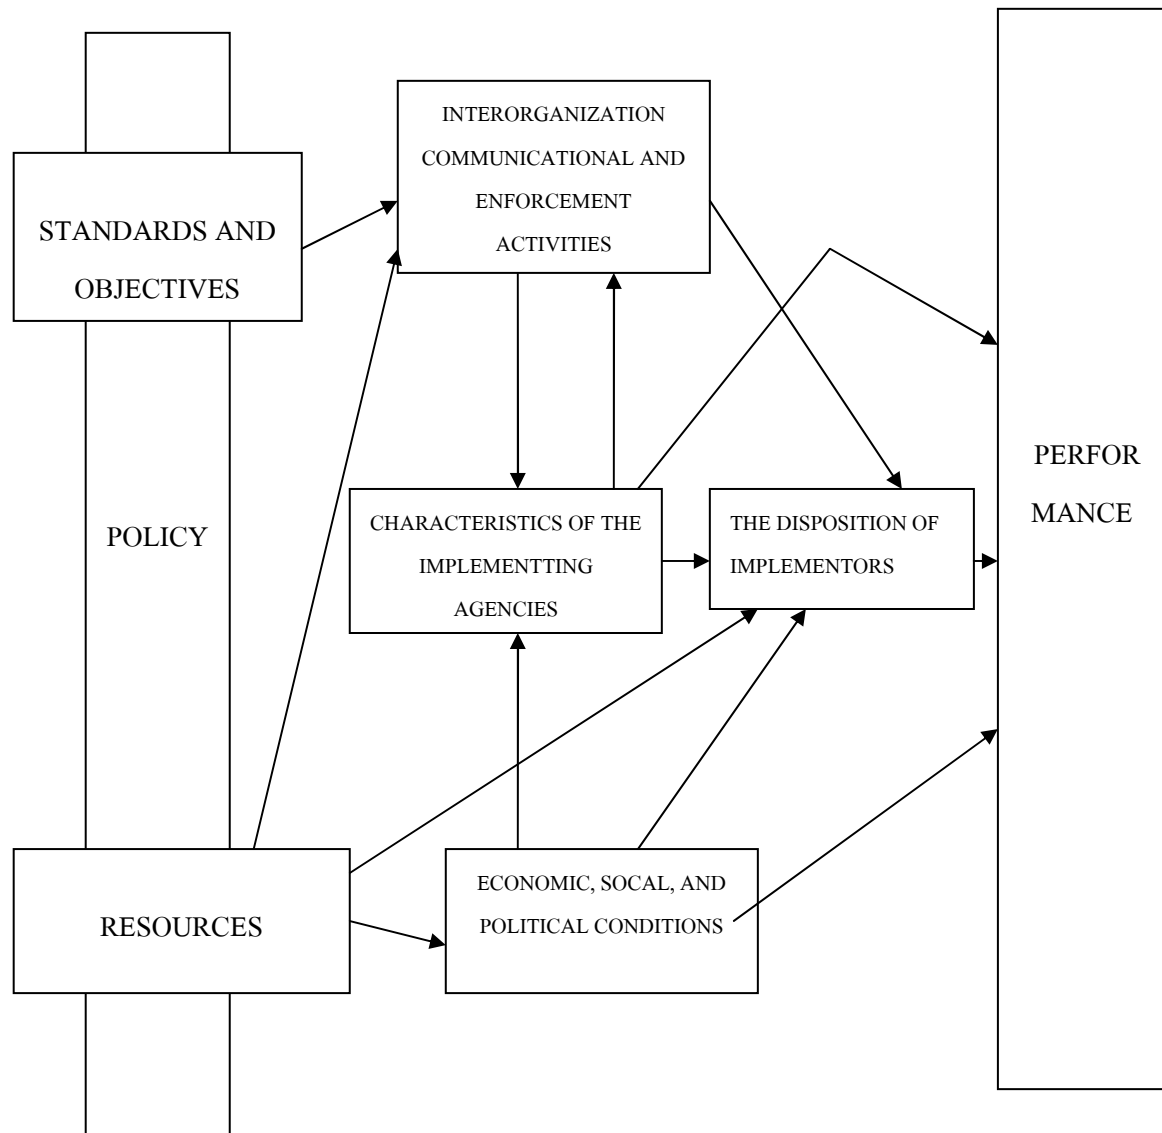 INTERORGANIZATION
COMMUNICATIONAL AND
ENFORCEMENT
ACTIVITIES
STANDARDS AND
OBJECTIVES
PERFOR
MANCE
POLICY
CHARACTERISTICS OF THE
IMPLEMENTTING
AGENCIES
THE DISPOSITION OF
IMPLEMENTORS
RESOURCES
ECONOMIC, SOCAL, AND
POLITICAL CONDITIONS